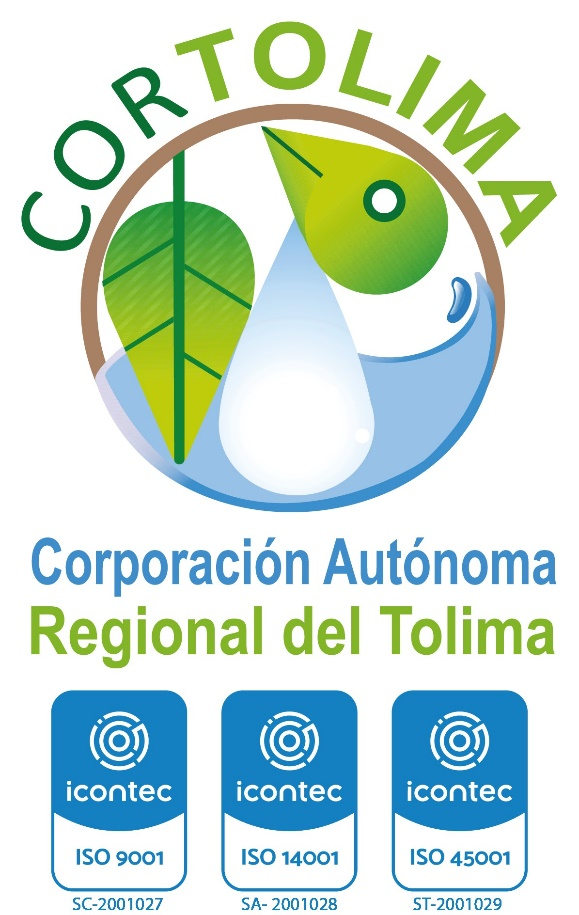 CORTOLIMA
Corporación Autónoma
Regional del Tolima
icontec icontec icontec
ISO 9001 ISO 14001 ISO 45001
SC-2001027 SA- 2001028 ST-2001029